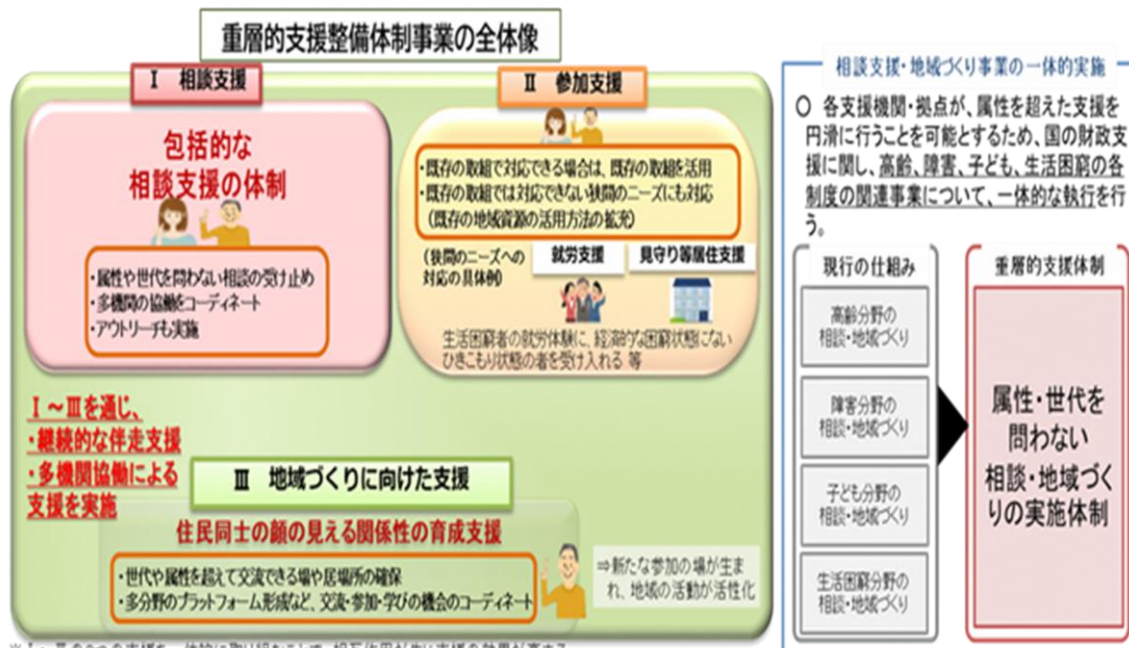 重層的支援整備体制事業の全体像
Ⅰ 相談支援
包括的な
相談支援の体制
・属性や世代を問わない相談の受け止め
・多機関の協働をコーディネート
・アウトリーチも実施
Ⅱ 参加支援
・既存の取組で対応できる場合は、既存の取組を活用
・既存の取組では対応できない狭間のニーズにも対応
(既存の地域資源の活用方法の拡充)
(狭間のニーズへの
対応の具体例)
就労支援
見守り等居住支援
生活困窮者の就労体験に、経済的な困窮状態にない
ひきこもり状態の者を受け入れる 等
Ⅰ～Ⅲを通じ、
・継続的な伴走支援
・多機関協働による
支援を実施
Ⅲ 地域づくりに向けた支援
住民同士の顔の見える関係性の育成支援
・世代や属性を超えて交流できる場や居場所の確保
・多分野のプラットフォーム形成など、交流・参加・学びの機会のコーディネート
⇒新たな参加の場が生ま
れ、地域の活動が活性化
相談支援・地域づくり事業の一体的実施
○ 各支援機関・拠点が、属性を超えた支援を
円滑に行うことを可能とするため、国の財政支
援に関し、高齢、障害、子ども、生活困窮の各
制度の関連事業について、一体的な執行を行
う。
現行の仕組み
高齢分野の
相談・地域づくり
障害分野の
相談・地域づくり
子ども分野の
相談・地域づくり
生活困窮分野の
相談・地域づくり
重層的支援体制
属性・世代を
問わない
相談・地域づく
りの実施体制